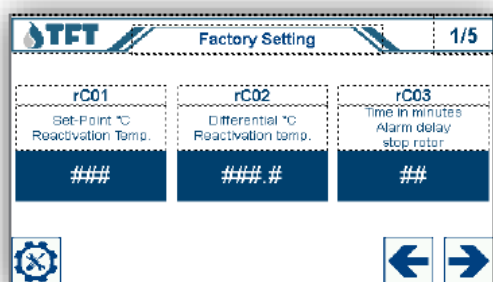 TFT
Factory Setting
1/5
rC01
Set-Point °C
Reactivation Temp.
###
rC02
Differential °C
Reactivation temp.
###.#
rC03
Time in minutes
Alarm delay
stop rotor
##